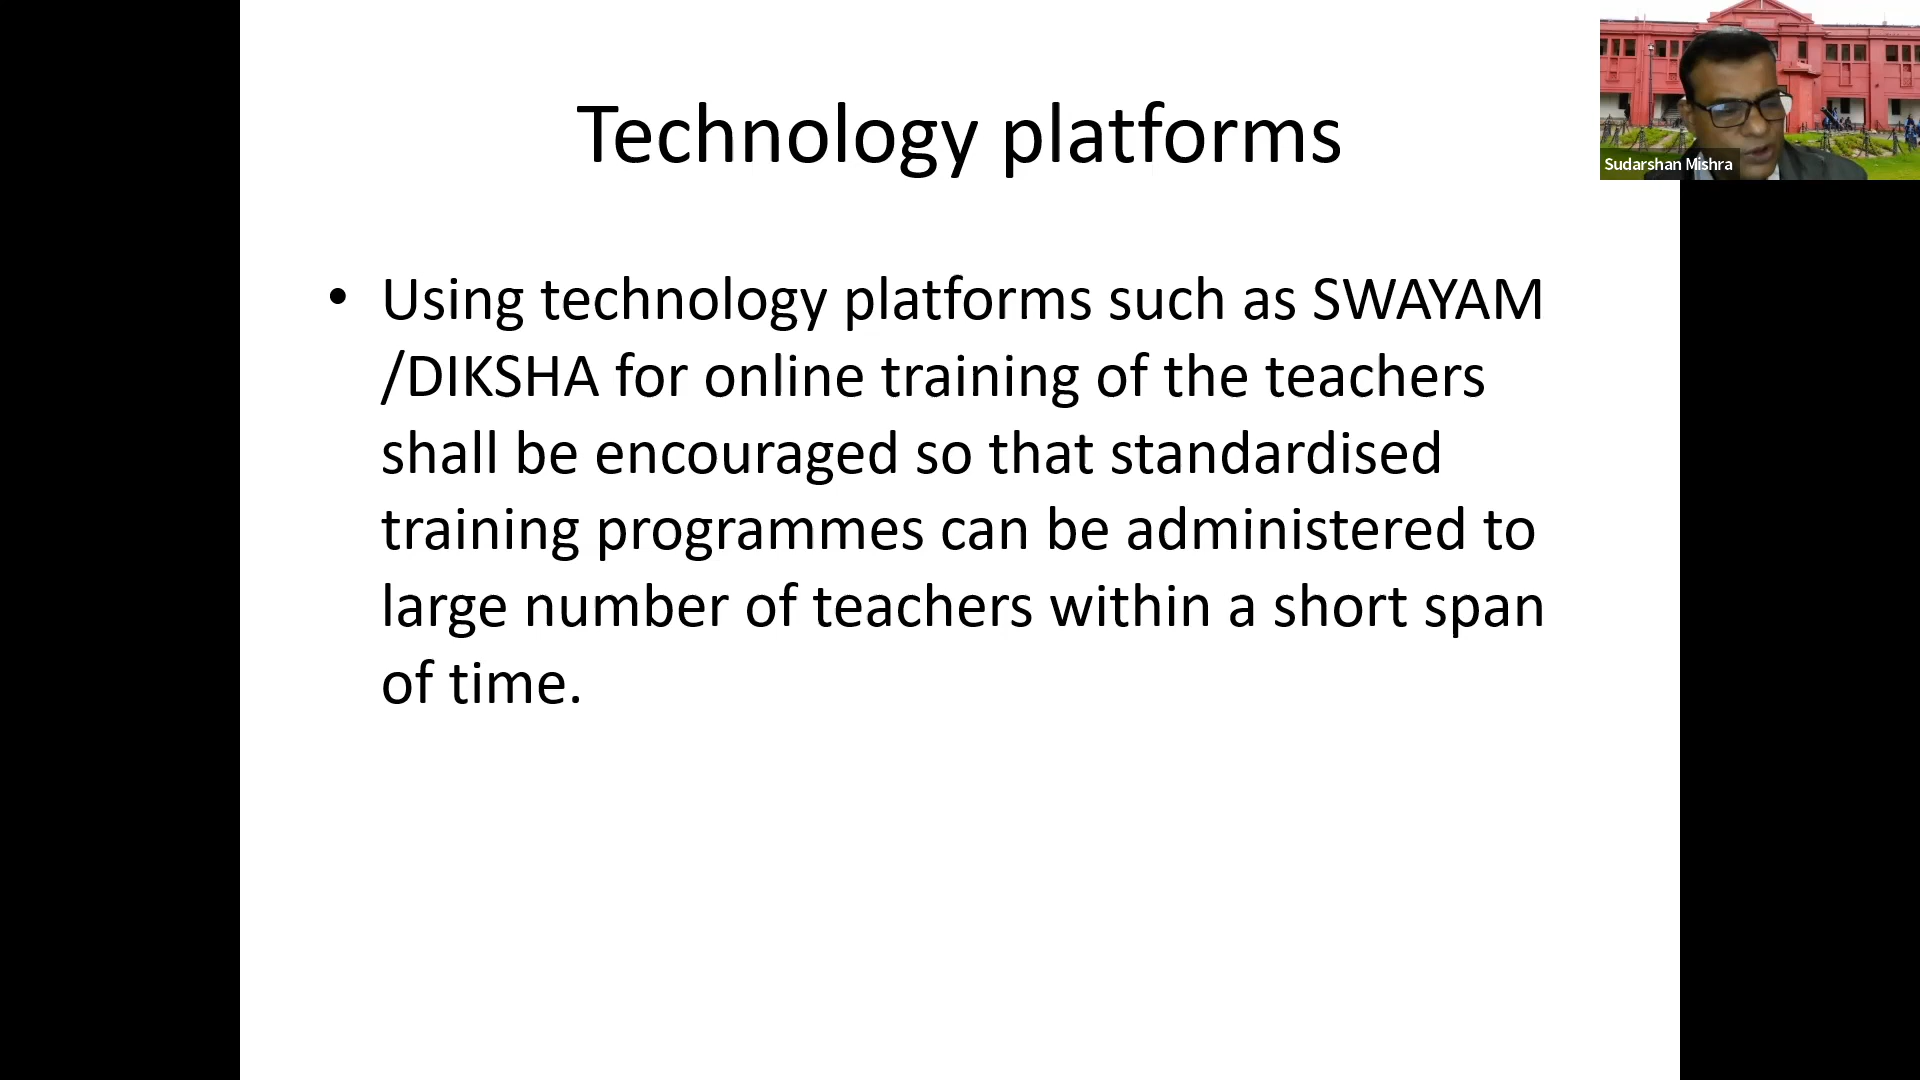 Technology platforms
Sudarshan Mishra
• Using technology platforms such as SWAYAM
/DIKSHA for online training of the teachers
shall be encouraged so that standardised
training programmes can be administered to
large number of teachers within a short span
of time.